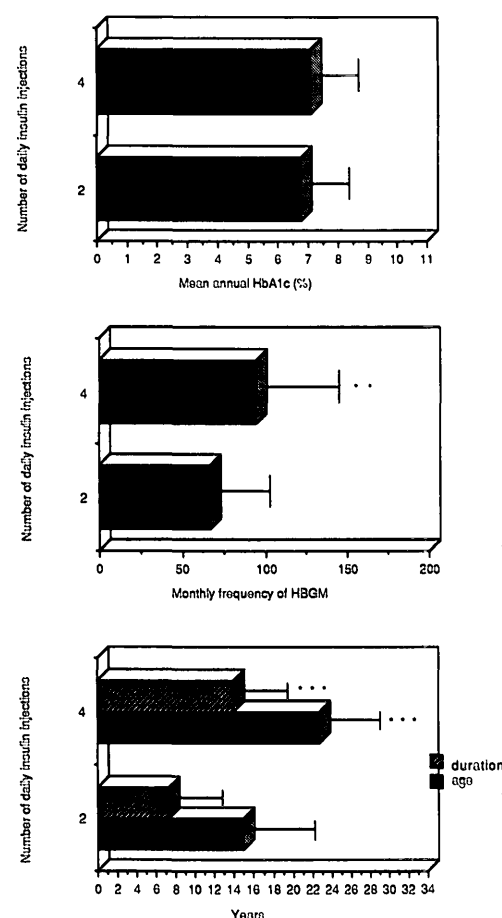 Number of daily insulin injections
4
2
0 1 2 3 4 5 6 7 8 9 10 11
Mean annual HbA1c (%)
Number of daily insulin injections
4
• •
2
0 50 100 150 200
Monthly frequency of HBGM
Number of daily insulin injections
• • •
4
• • •
duration
age
2
0 2 4 6 8 10 12 14 16 18 20 22 24 26 28 30 32 34
Years